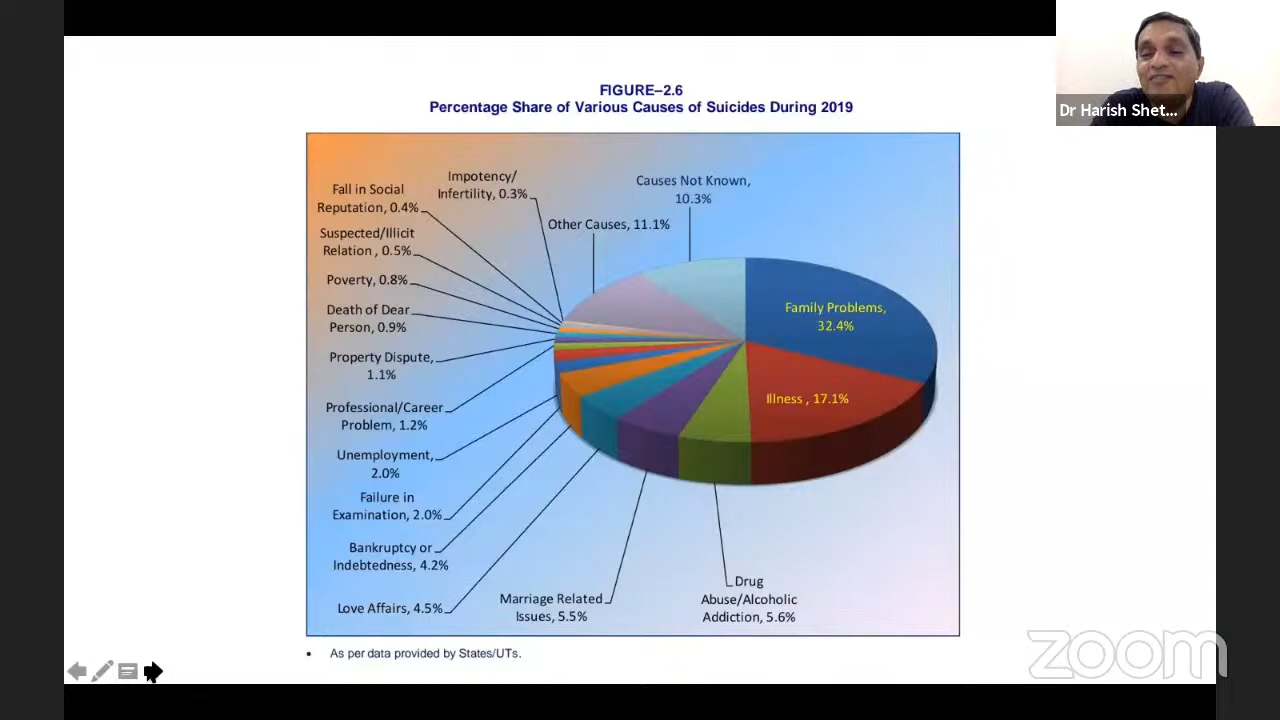 FIGURE–2.6
Percentage Share of Various Causes of Suicides During 2019
Dr Harish Shet...
Impotency/
Infertility, 0.3%
Causes Not Known,
10.3%
Fall in Social
Reputation, 0.4%
Other Causes, 11.1%
Suspected/Illicit
Relation , 0.5%
Poverty, 0.8%
Death of Dear
Person, 0.9%
Property Dispute,
1.1%
Professional/Career
Problem, 1.2%
Unemployment,
2.0%
Failure in
Examination, 2.0%
Bankruptcy or
Indebtedness, 4.2%
Love Affairs, 4.5%
Marriage Related
Issues, 5.5%
Drug
Abuse/Alcoholic
Addiction, 5.6%
Illness , 17.1%
Family Problems,
32.4%
• As per data provided by States/UTs.
zoom